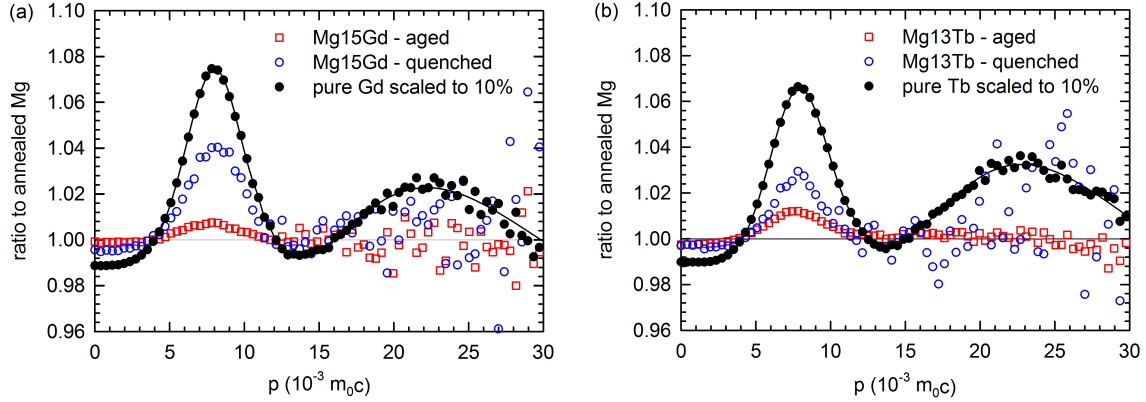 (a)
1.10
1.08
1.06
1.04
1.02
1.00
0.98
0.96
ratio to annealed Mg
Mg15Gd - aged
Mg15Gd - quenched
pure Gd scaled to 10%
0 5 10 15 20 25 30
p (10⁻³ m₀c)
(b)
1.10
1.08
1.06
1.04
1.02
1.00
0.98
0.96
ratio to annealed Mg
Mg13Tb - aged
Mg13Tb - quenched
pure Tb scaled to 10%
0 5 10 15 20 25 30
p (10⁻³ m₀c)